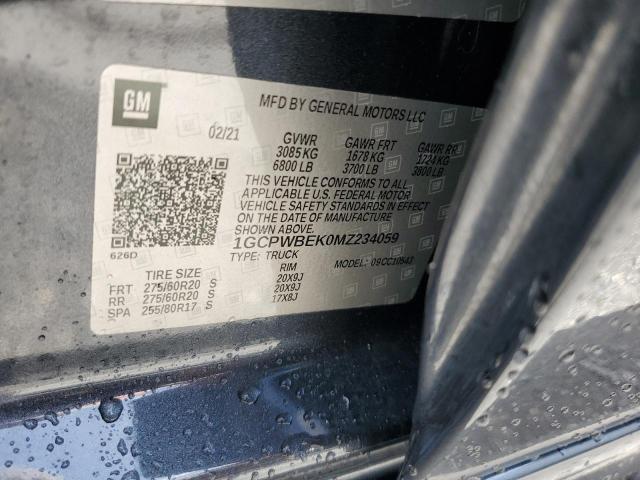 GM
MFD BY GENERAL MOTORS LLC
02/21 GVWR GAWR FRT GAWR RR
3085 KG 1678 KG 1724 KG
6800 LB 3700 LB 3800 LB
THIS VEHICLE CONFORMS TO ALL
APPLICABLE U.S. FEDERAL MOTOR
VEHICLE SAFETY STANDARDS
IN EFFECT ON THE DATE OF
1GCPWBEK0MZ234059
626D
TYPE: TRUCK MODEL: 09CC10543
TIRE SIZE RIM
FRT 275/60R20 S 20X9J
RR 275/60R20 S 20X9J
SPA 255/80R17 S 17X8J